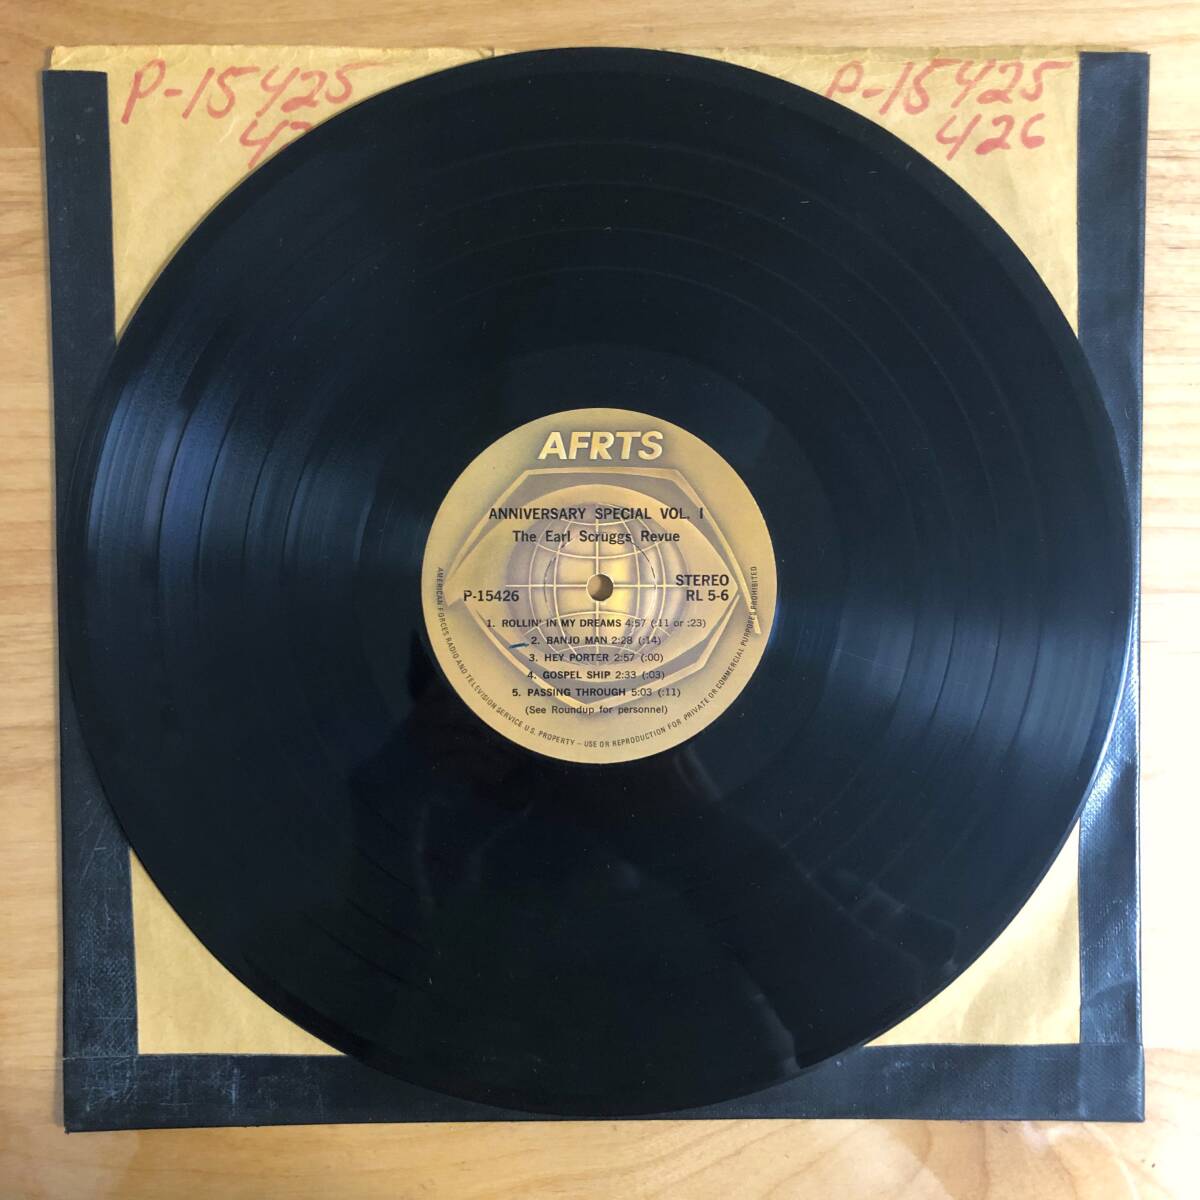 P-15425
P-15425
426
AFRTS
ANNIVERSARY SPECIAL VOL. I
The Earl Scruggs Revue
STEREO
P-15426
RL 5-6
1. ROLLIN' IN MY DREAMS 4:57 (:11 or :23)
2. BANJO MAN 2:28 (:14)
3. HEY PORTER 2:57 (:00)
4. GOSPEL SHIP 2:33 (:03)
5. PASSING THROUGH 5:03 (:11)
(See Roundup for personnel)
AMERICAN FORCES RADIO AND TELEVISION SERVICE U.S. PROPERTY – USE OR REPRODUCTION FOR PRIVATE OR COMMERCIAL PURPOSES PROHIBITED